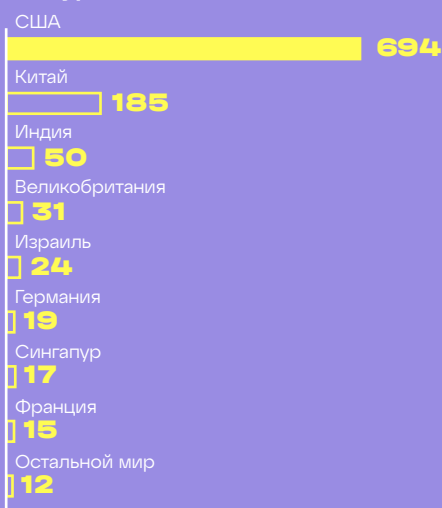 США
694
Китай
185
Индия
50
Великобритания
31
Израиль
24
Германия
19
Сингапур
17
Франция
15
Остальной мир
12